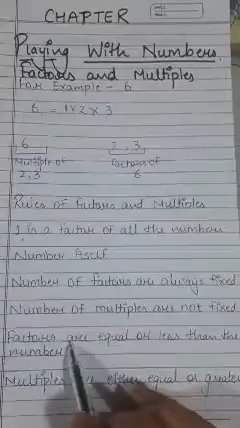 CHAPTER
Playing With Numbers
Factors and Multiples
For Example - 6
6 = 1×2×3
6 2, 3
Multiple of Factors of
2,3 6
Rules of Factors and Multiples
1 is a factor of all the numbers
Number itself
Number of factors are always fixed
Number of multiples are not fixed
Factors are equal or less than the
number
Multiples either equal or greate